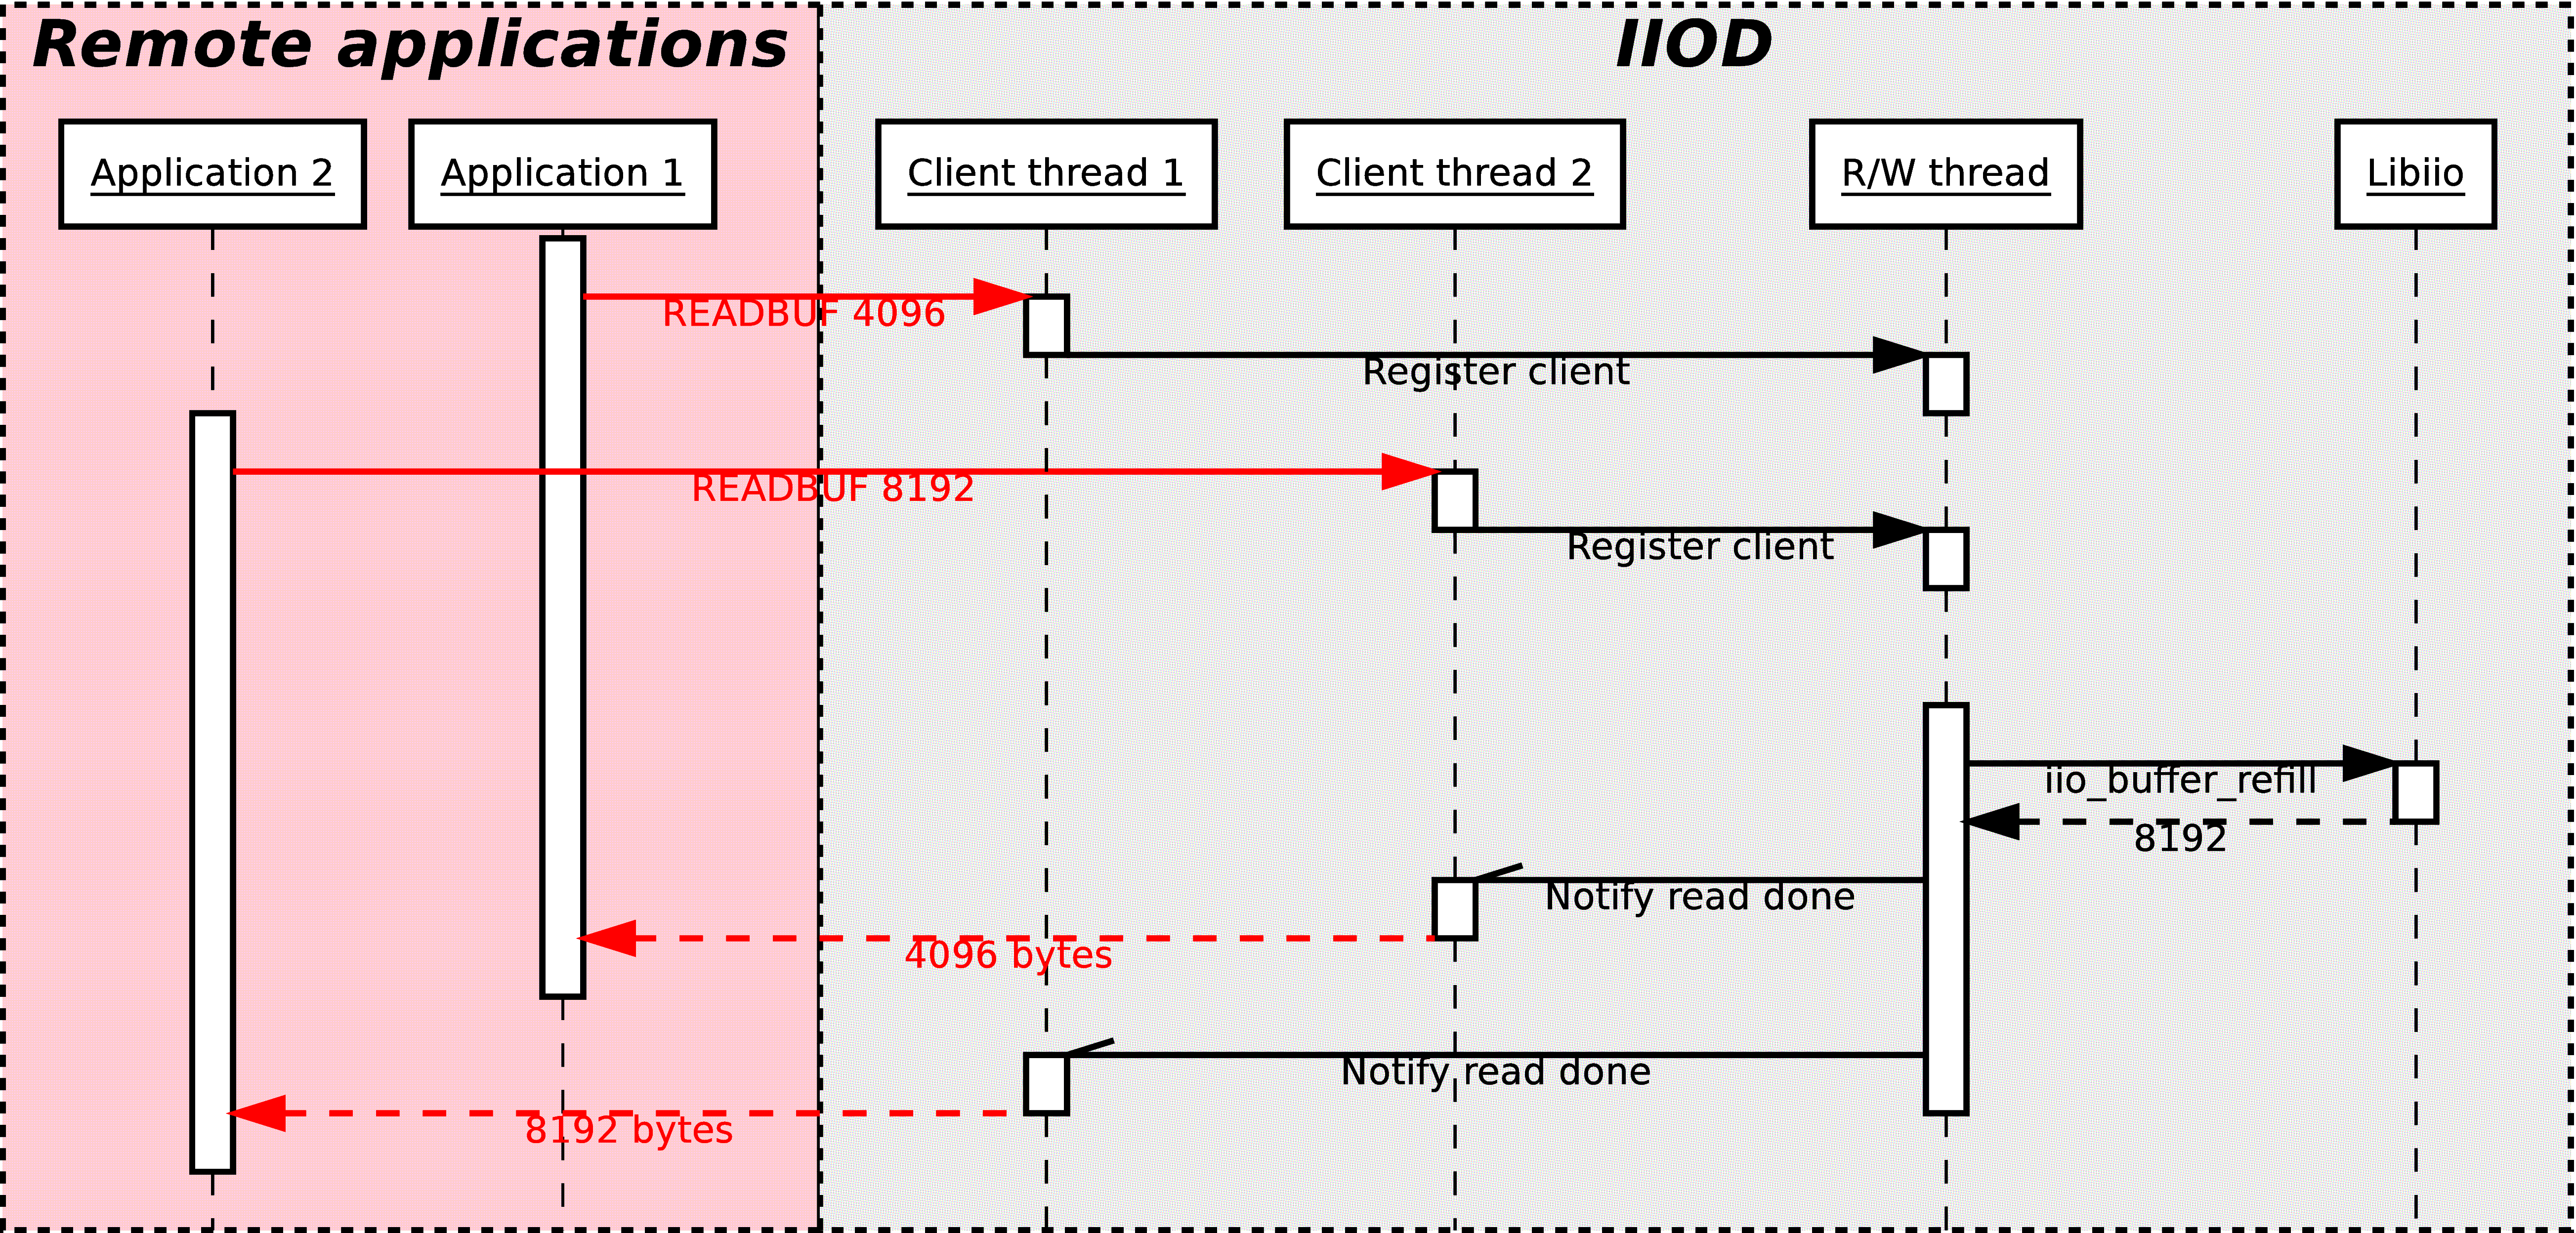 Remote applications
IIOD
Application 2
Application 1
Client thread 1
Client thread 2
R/W thread
Libiio
READBUF 4096
Register client
READBUF 8192
Register client
iio_buffer_refill
8192
Notify read done
4096 bytes
Notify read done
8192 bytes